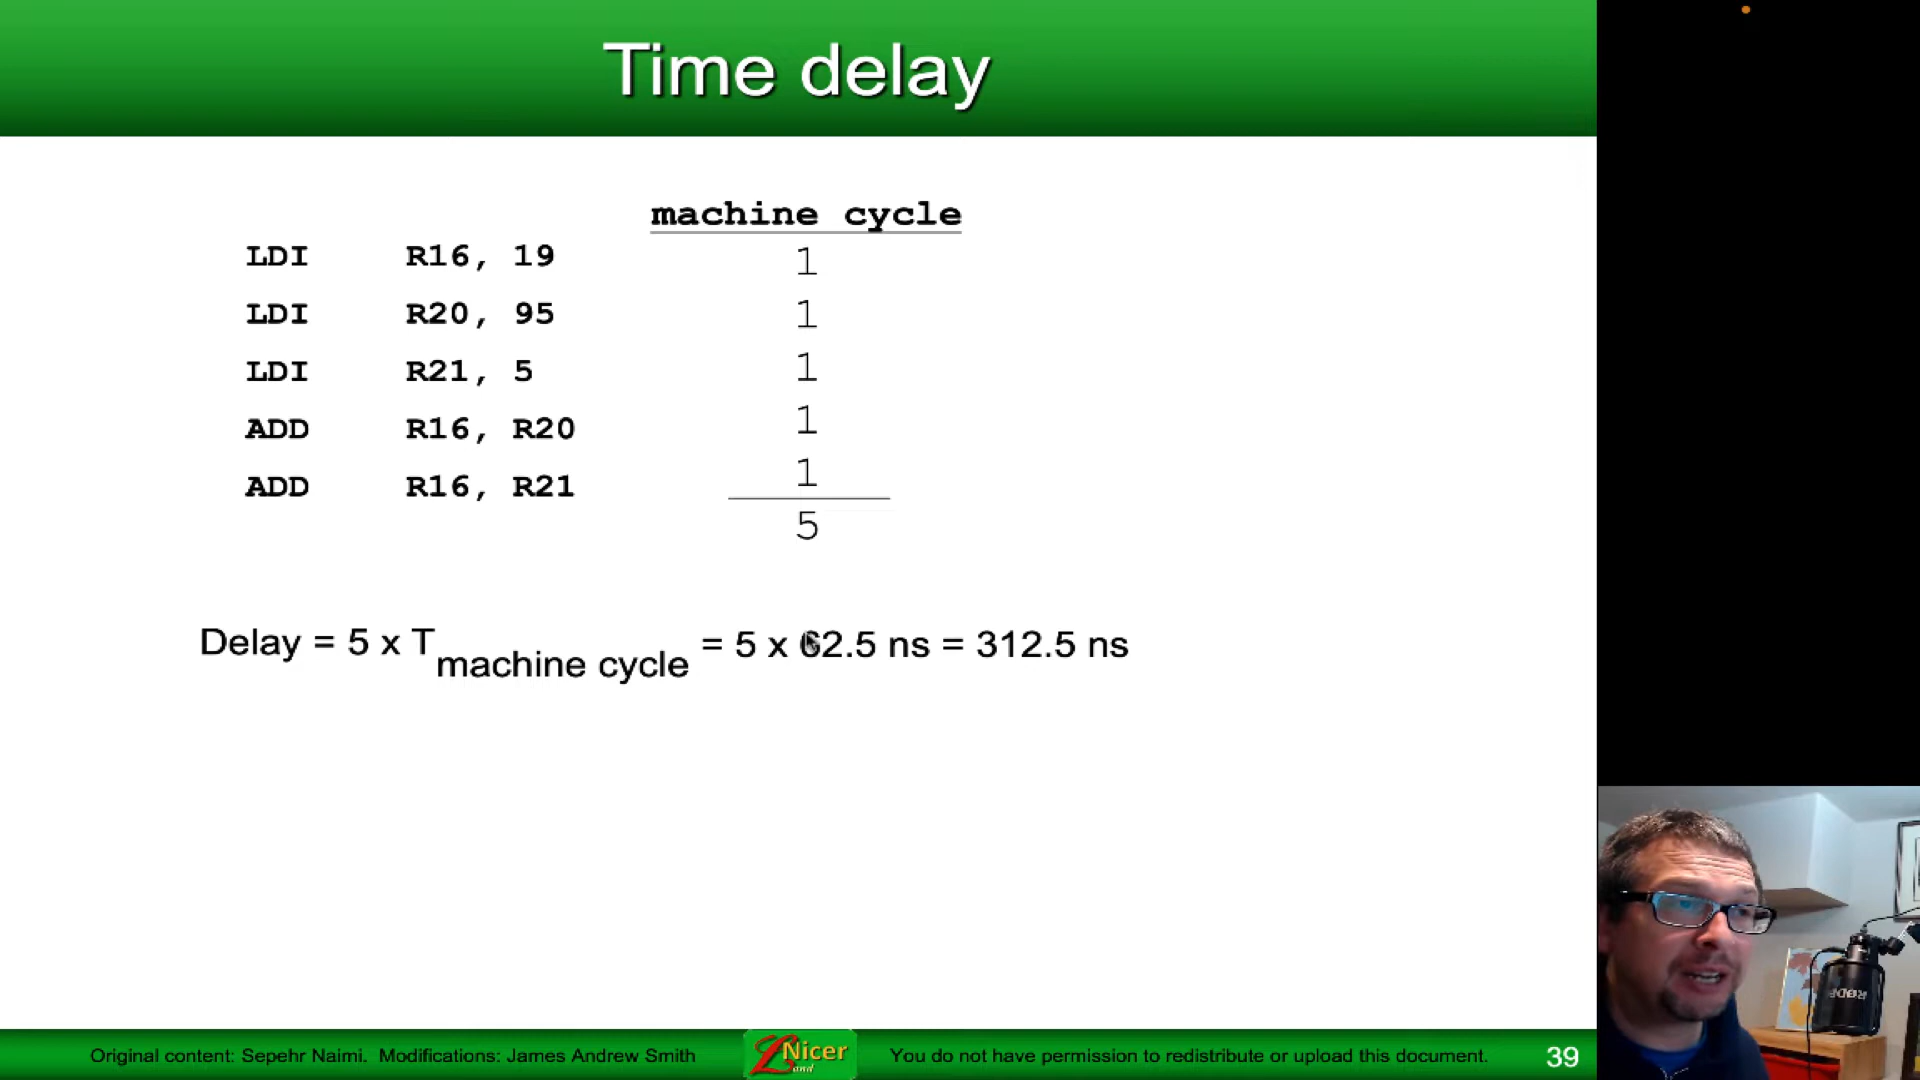 Time delay
machine cycle
LDI R16, 19 1
LDI R20, 95 1
LDI R21, 5 1
ADD R16, R20 1
ADD R16, R21 1
5
Delay = 5 x T machine cycle = 5 x 62.5 ns = 312.5 ns
Original content: Sepehr Naimi. Modifications: James Andrew Smith
Nicer Land
You do not have permission to redistribute or upload this document.
39
RODE